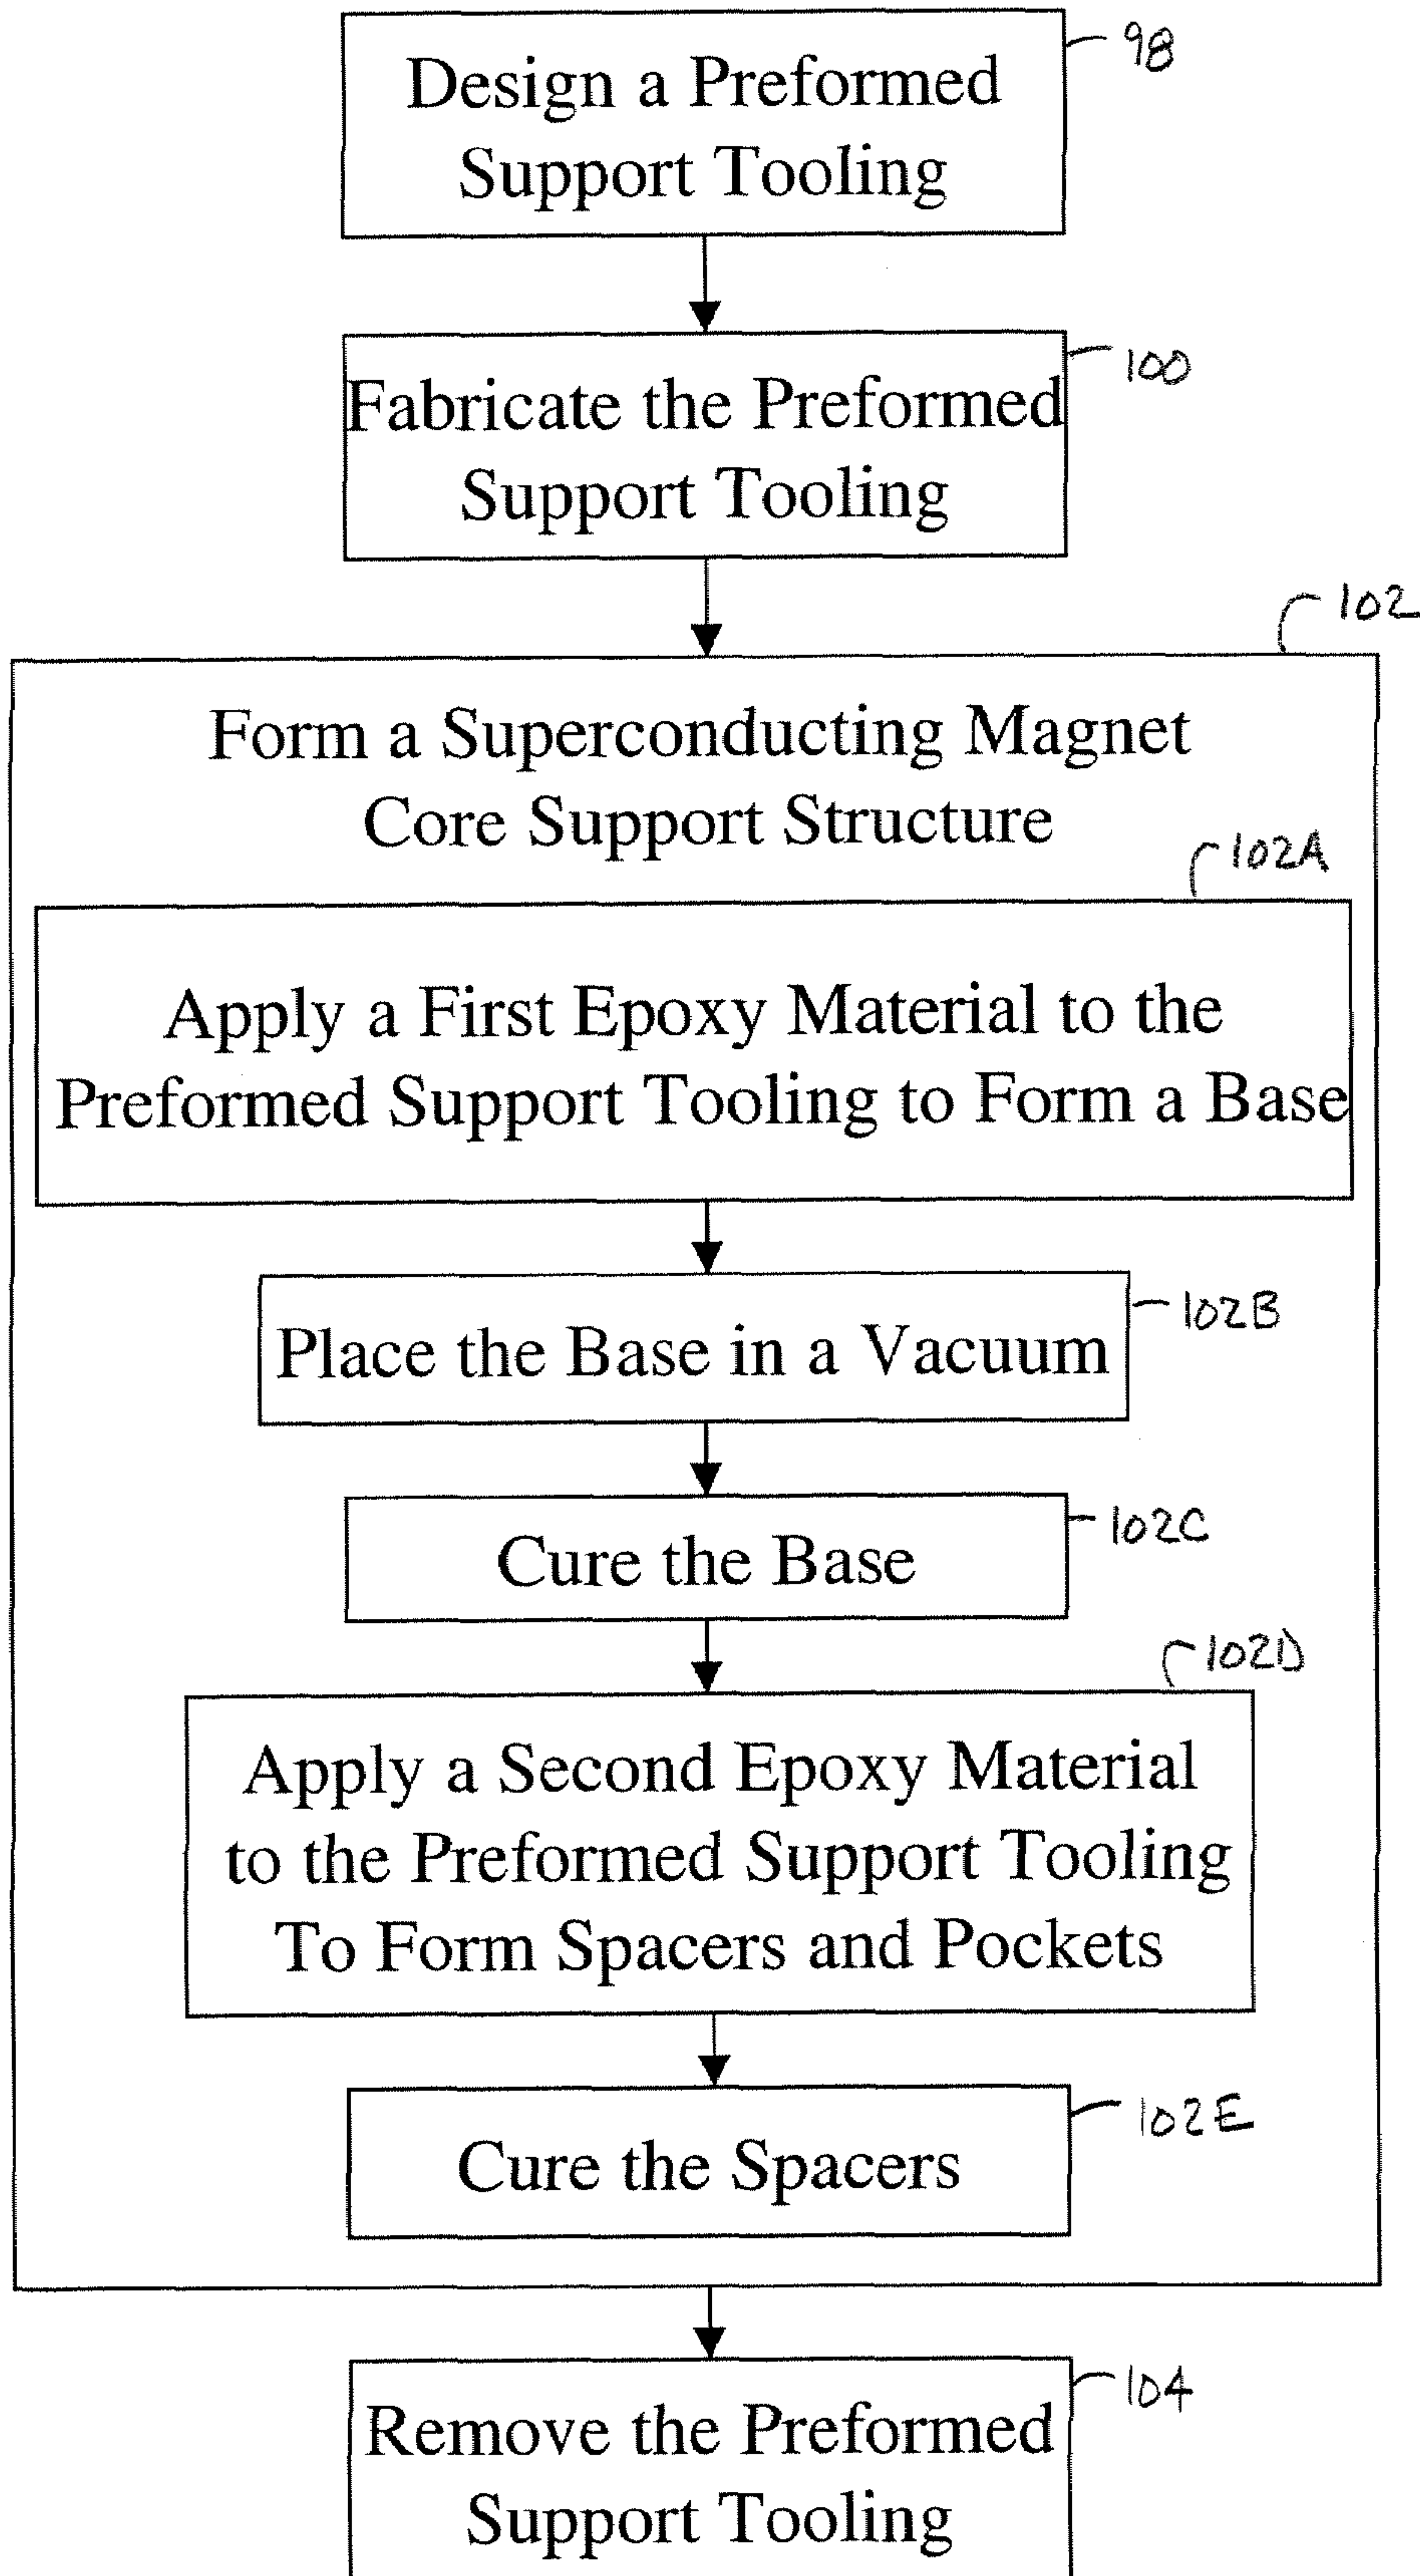 98
Design a Preformed
Support Tooling
100
Fabricate the Preformed
Support Tooling
102
Form a Superconducting Magnet
Core Support Structure
102A
Apply a First Epoxy Material to the
Preformed Support Tooling to Form a Base
102B
Place the Base in a Vacuum
102C
Cure the Base
102D
Apply a Second Epoxy Material
to the Preformed Support Tooling
To Form Spacers and Pockets
102E
Cure the Spacers
104
Remove the Preformed
Support Tooling